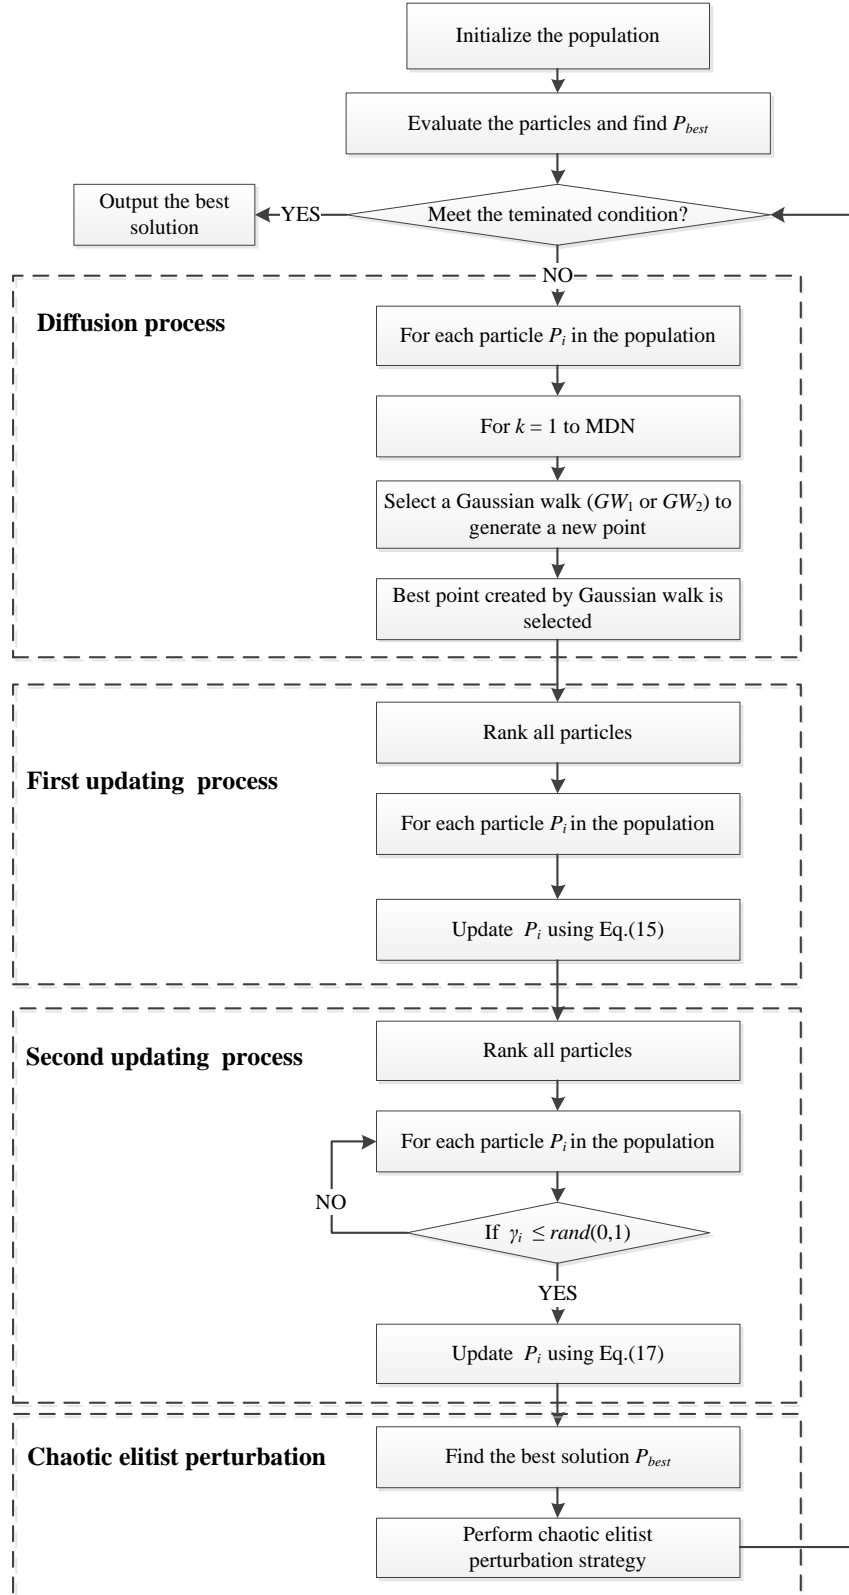 Initialize the population
Evaluate the particles and find P_best
Meet the teminated condition?
YES
Output the best
solution
NO
Diffusion process
For each particle P_i in the population
For k = 1 to MDN
Select a Gaussian walk (GW_1 or GW_2) to
generate a new point
Best point created by Gaussian walk is
selected
First updating process
Rank all particles
For each particle P_i in the population
Update P_i using Eq.(15)
Second updating process
Rank all particles
For each particle P_i in the population
NO
If γ_i ≤ rand(0,1)
YES
Update P_i using Eq.(17)
Chaotic elitist perturbation
Find the best solution P_best
Perform chaotic elitist
perturbation strategy